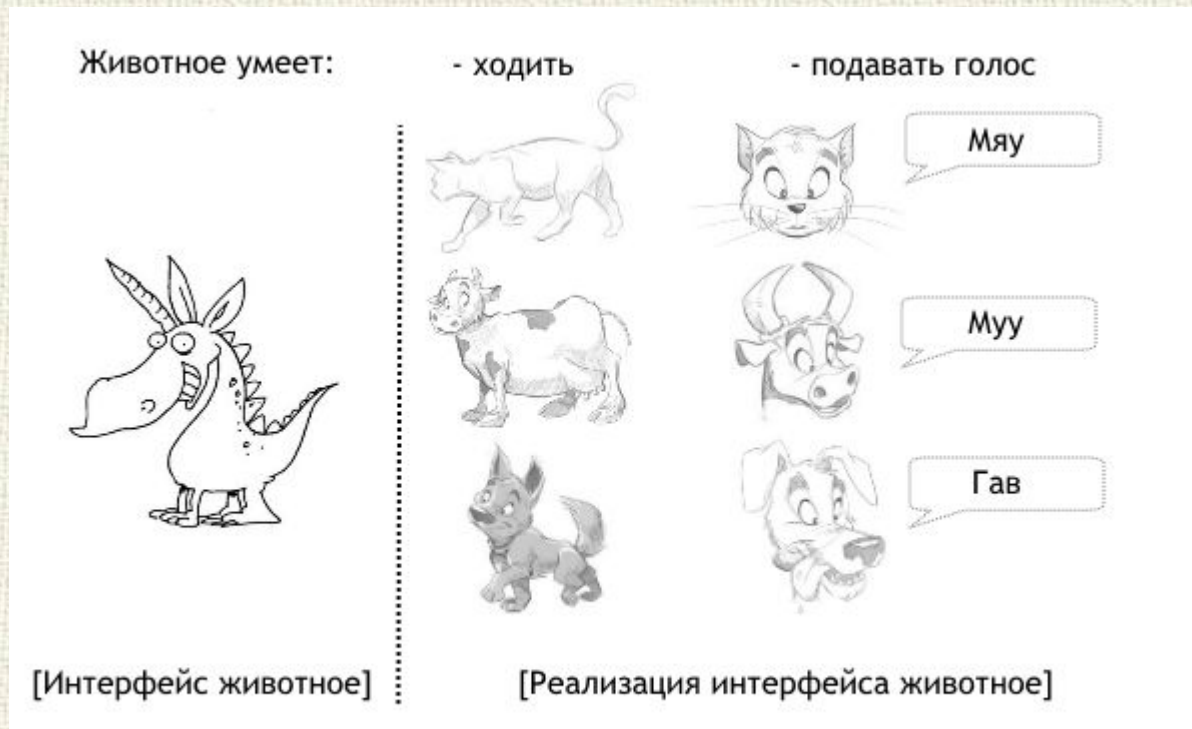 Животное умеет:
- ходить
- подавать голос
Мяу
Муу
Гав
[Интерфейс животное]
[Реализация интерфейса животное]